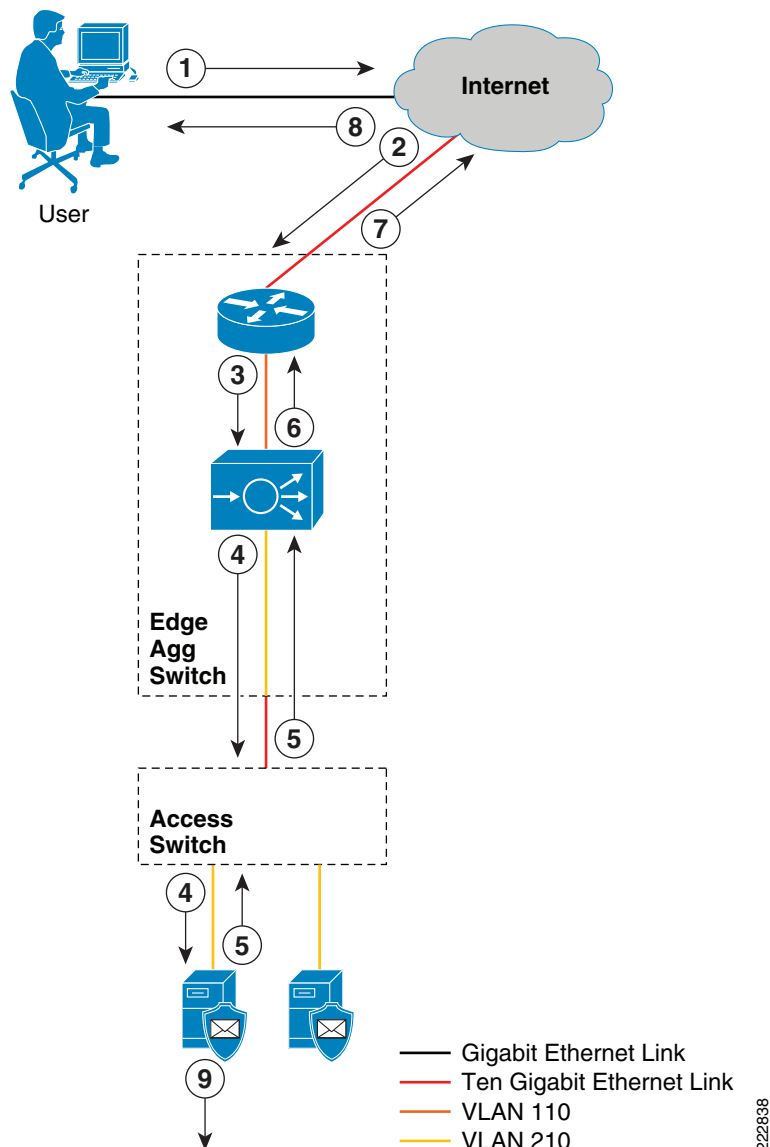 1
Internet
8
2
User
7
3
6
4
Edge
Agg
Switch
5
Access
Switch
4
5
9
Gigabit Ethernet Link
Ten Gigabit Ethernet Link
VLAN 110
VLAN 210
222838